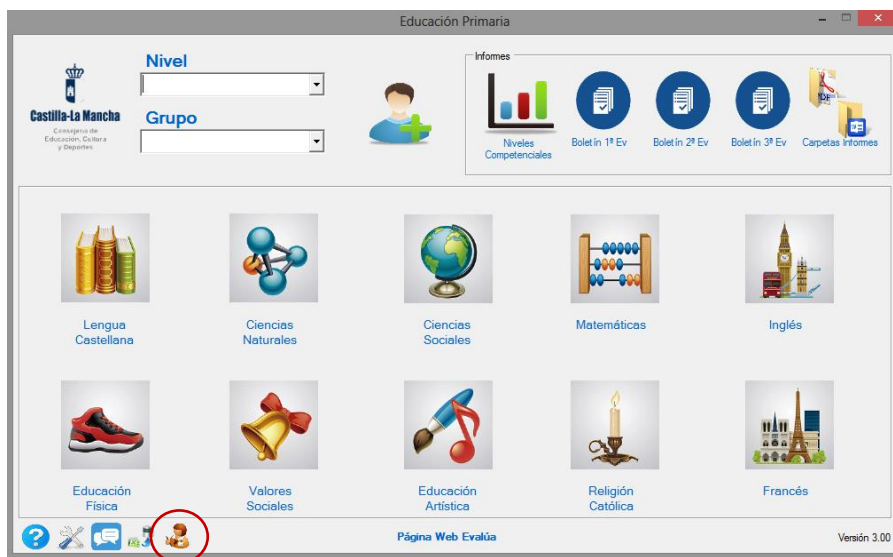 Educación Primaria
Castilla-La Mancha
Consejería de
Educación, Cultura
y Deportes
Nivel
Grupo
Informes
Niveles
Competenciales
Boletín 1ª Ev
Boletín 2ª Ev
Boletín 3ª Ev
Carpetas Informes
Lengua
Castellana
Ciencias
Naturales
Ciencias
Sociales
Matemáticas
Inglés
Educación
Física
Valores
Sociales
Educación
Artística
Religión
Católica
Francés
Página Web Evalúa
Versión 3.00